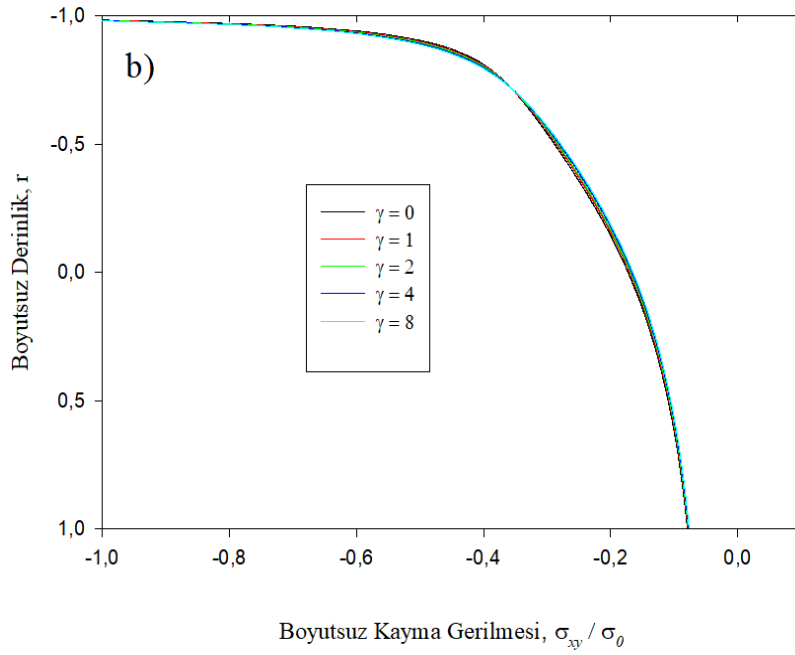 b)
Boyutsuz Derinlik, r
-1,0
-0,5
0,0
0,5
1,0
γ = 0
γ = 1
γ = 2
γ = 4
γ = 8
-1,0 -0,8 -0,6 -0,4 -0,2 0,0
Boyutsuz Kayma Gerilmesi, σxy / σ0